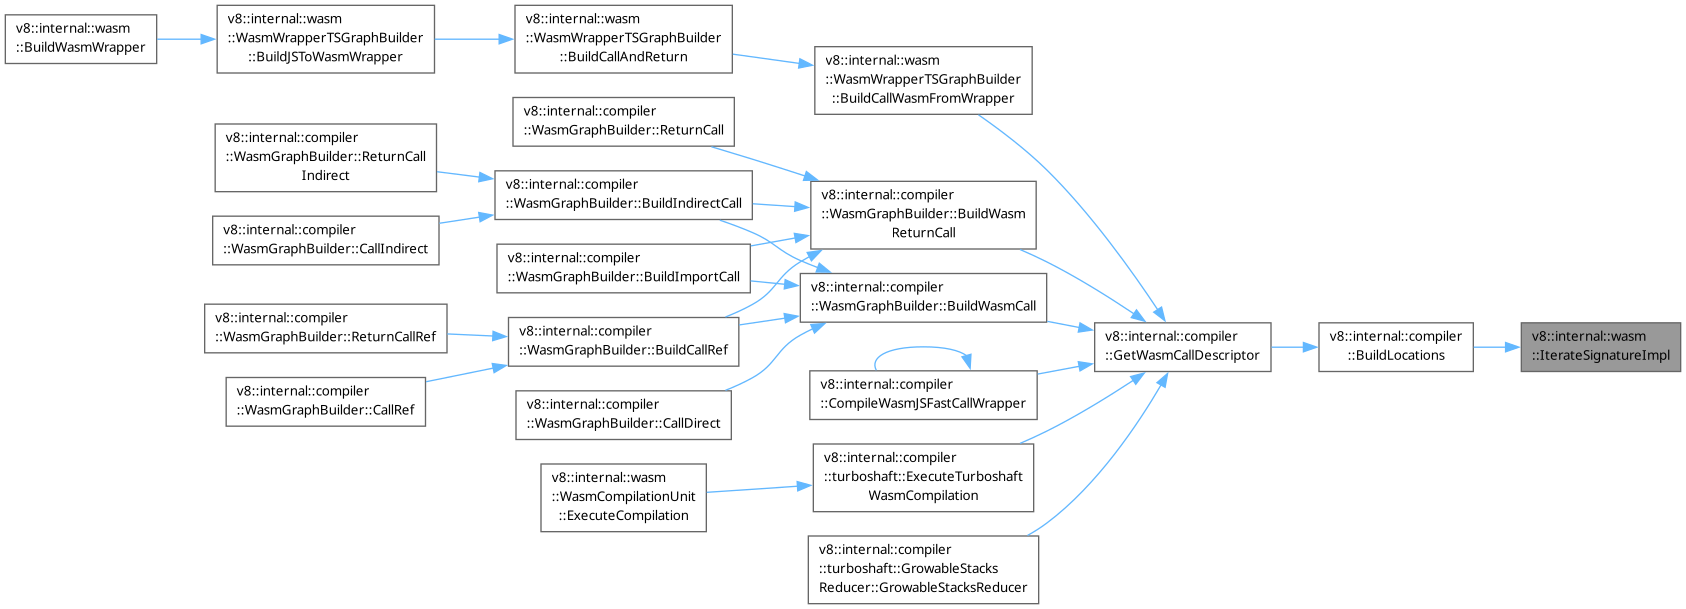 v8::internal::wasm
::BuildWasmWrapper
v8::internal::wasm
::WasmWrapperTSGraphBuilder
::BuildJSToWasmWrapper
v8::internal::wasm
::WasmWrapperTSGraphBuilder
::BuildCallAndReturn
v8::internal::wasm
::WasmWrapperTSGraphBuilder
::BuildCallWasmFromWrapper
v8::internal::compiler
::WasmGraphBuilder::ReturnCall
v8::internal::compiler
::WasmGraphBuilder::ReturnCall
Indirect
v8::internal::compiler
::WasmGraphBuilder::BuildIndirectCall
v8::internal::compiler
::WasmGraphBuilder::BuildWasm
ReturnCall
v8::internal::compiler
::WasmGraphBuilder::CallIndirect
v8::internal::compiler
::WasmGraphBuilder::BuildImportCall
v8::internal::compiler
::WasmGraphBuilder::BuildWasmCall
v8::internal::compiler
::WasmGraphBuilder::ReturnCallRef
v8::internal::compiler
::WasmGraphBuilder::BuildCallRef
v8::internal::compiler
::GetWasmCallDescriptor
v8::internal::compiler
::BuildLocations
v8::internal::wasm
::IterateSignatureImpl
v8::internal::compiler
::WasmGraphBuilder::CallRef
v8::internal::compiler
::WasmGraphBuilder::CallDirect
v8::internal::compiler
::CompileWasmJSFastCallWrapper
v8::internal::compiler
::turboshaft::ExecuteTurboshaft
WasmCompilation
v8::internal::wasm
::WasmCompilationUnit
::ExecuteCompilation
v8::internal::compiler
::turboshaft::GrowableStacks
Reducer::GrowableStacksReducer